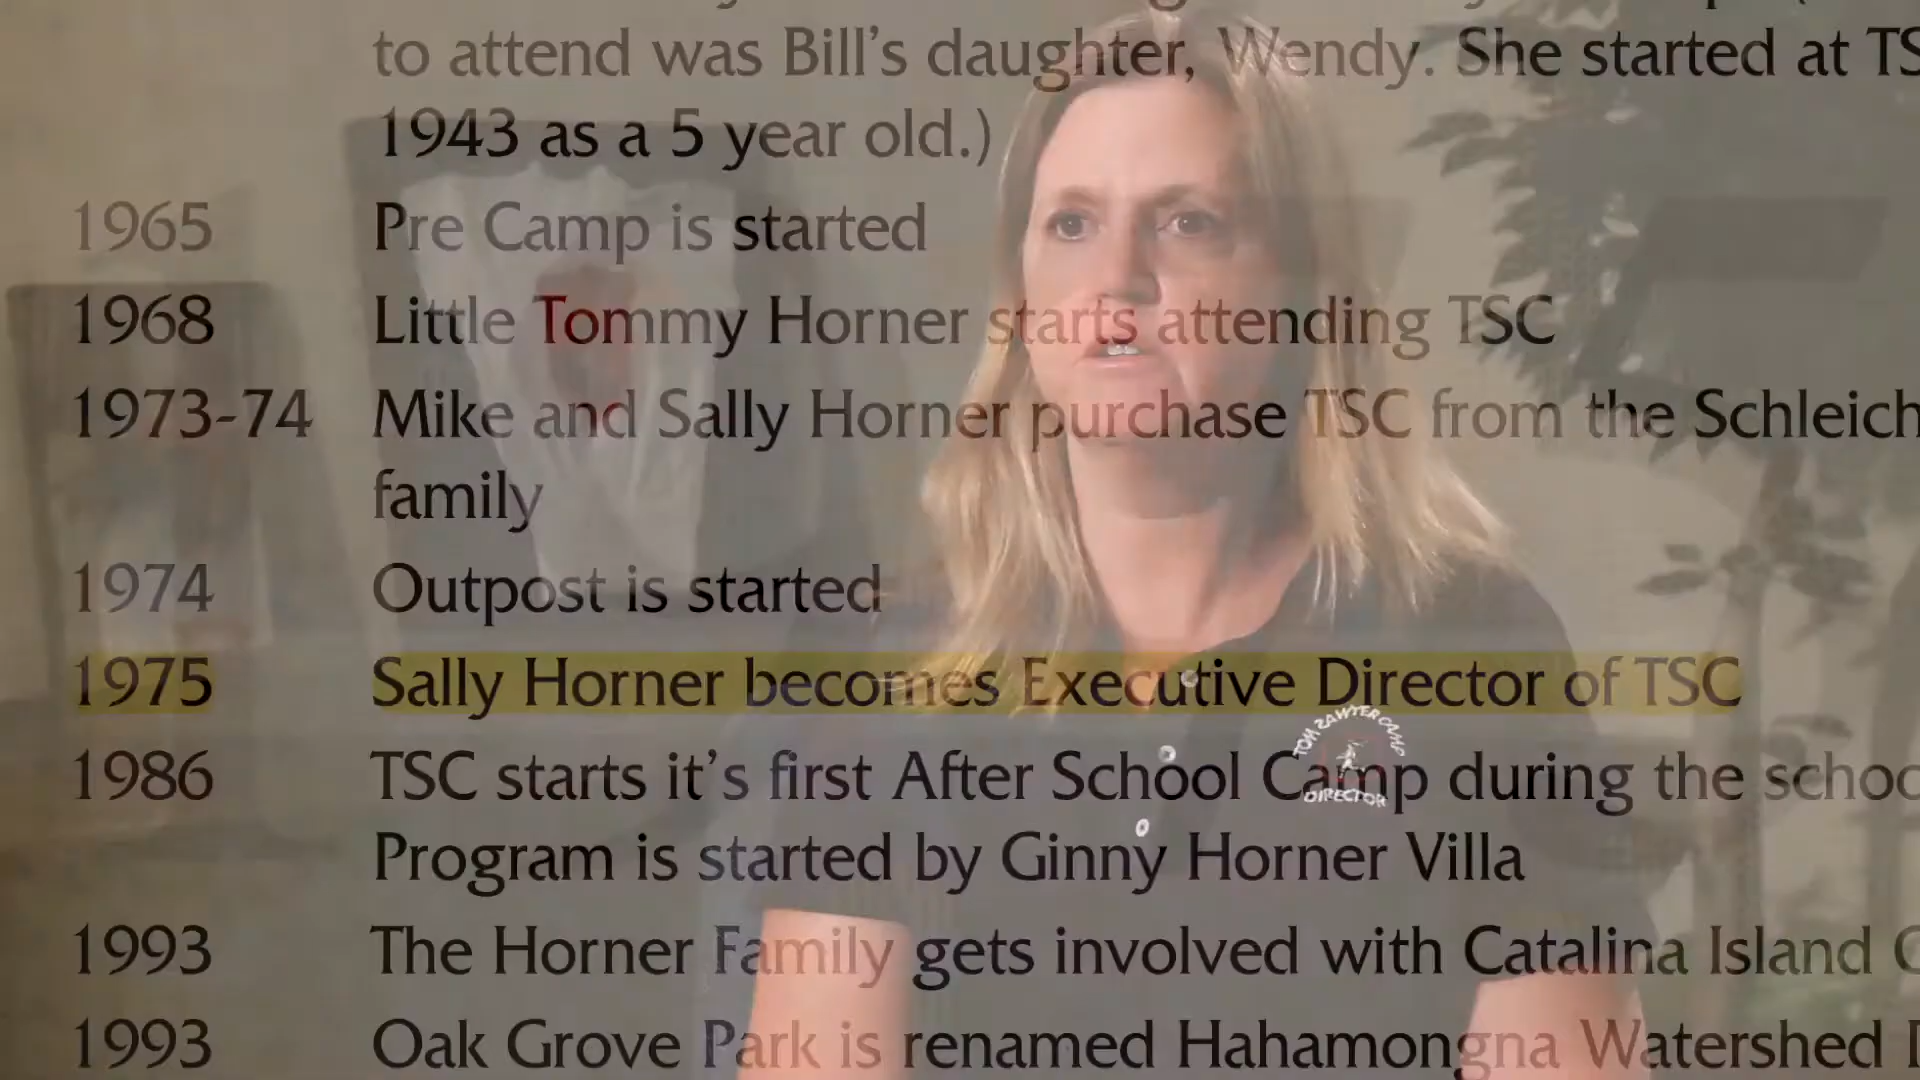 to attend was Bill's daughter, Wendy. She started at TS
1943 as a 5 year old.)
1965 Pre Camp is started
1968 Little Tommy Horner starts attending TSC
1973-74 Mike and Sally Horner purchase TSC from the Schleich
family
1974 Outpost is started
1975 Sally Horner becomes Executive Director of TSC
TOM SAWYER CAMP
DIRECTOR
1986 TSC starts it's first After School Camp during the schoo
Program is started by Ginny Horner Villa
1993 The Horner Family gets involved with Catalina Island
1993 Oak Grove Park is renamed Hahamongna Watershed